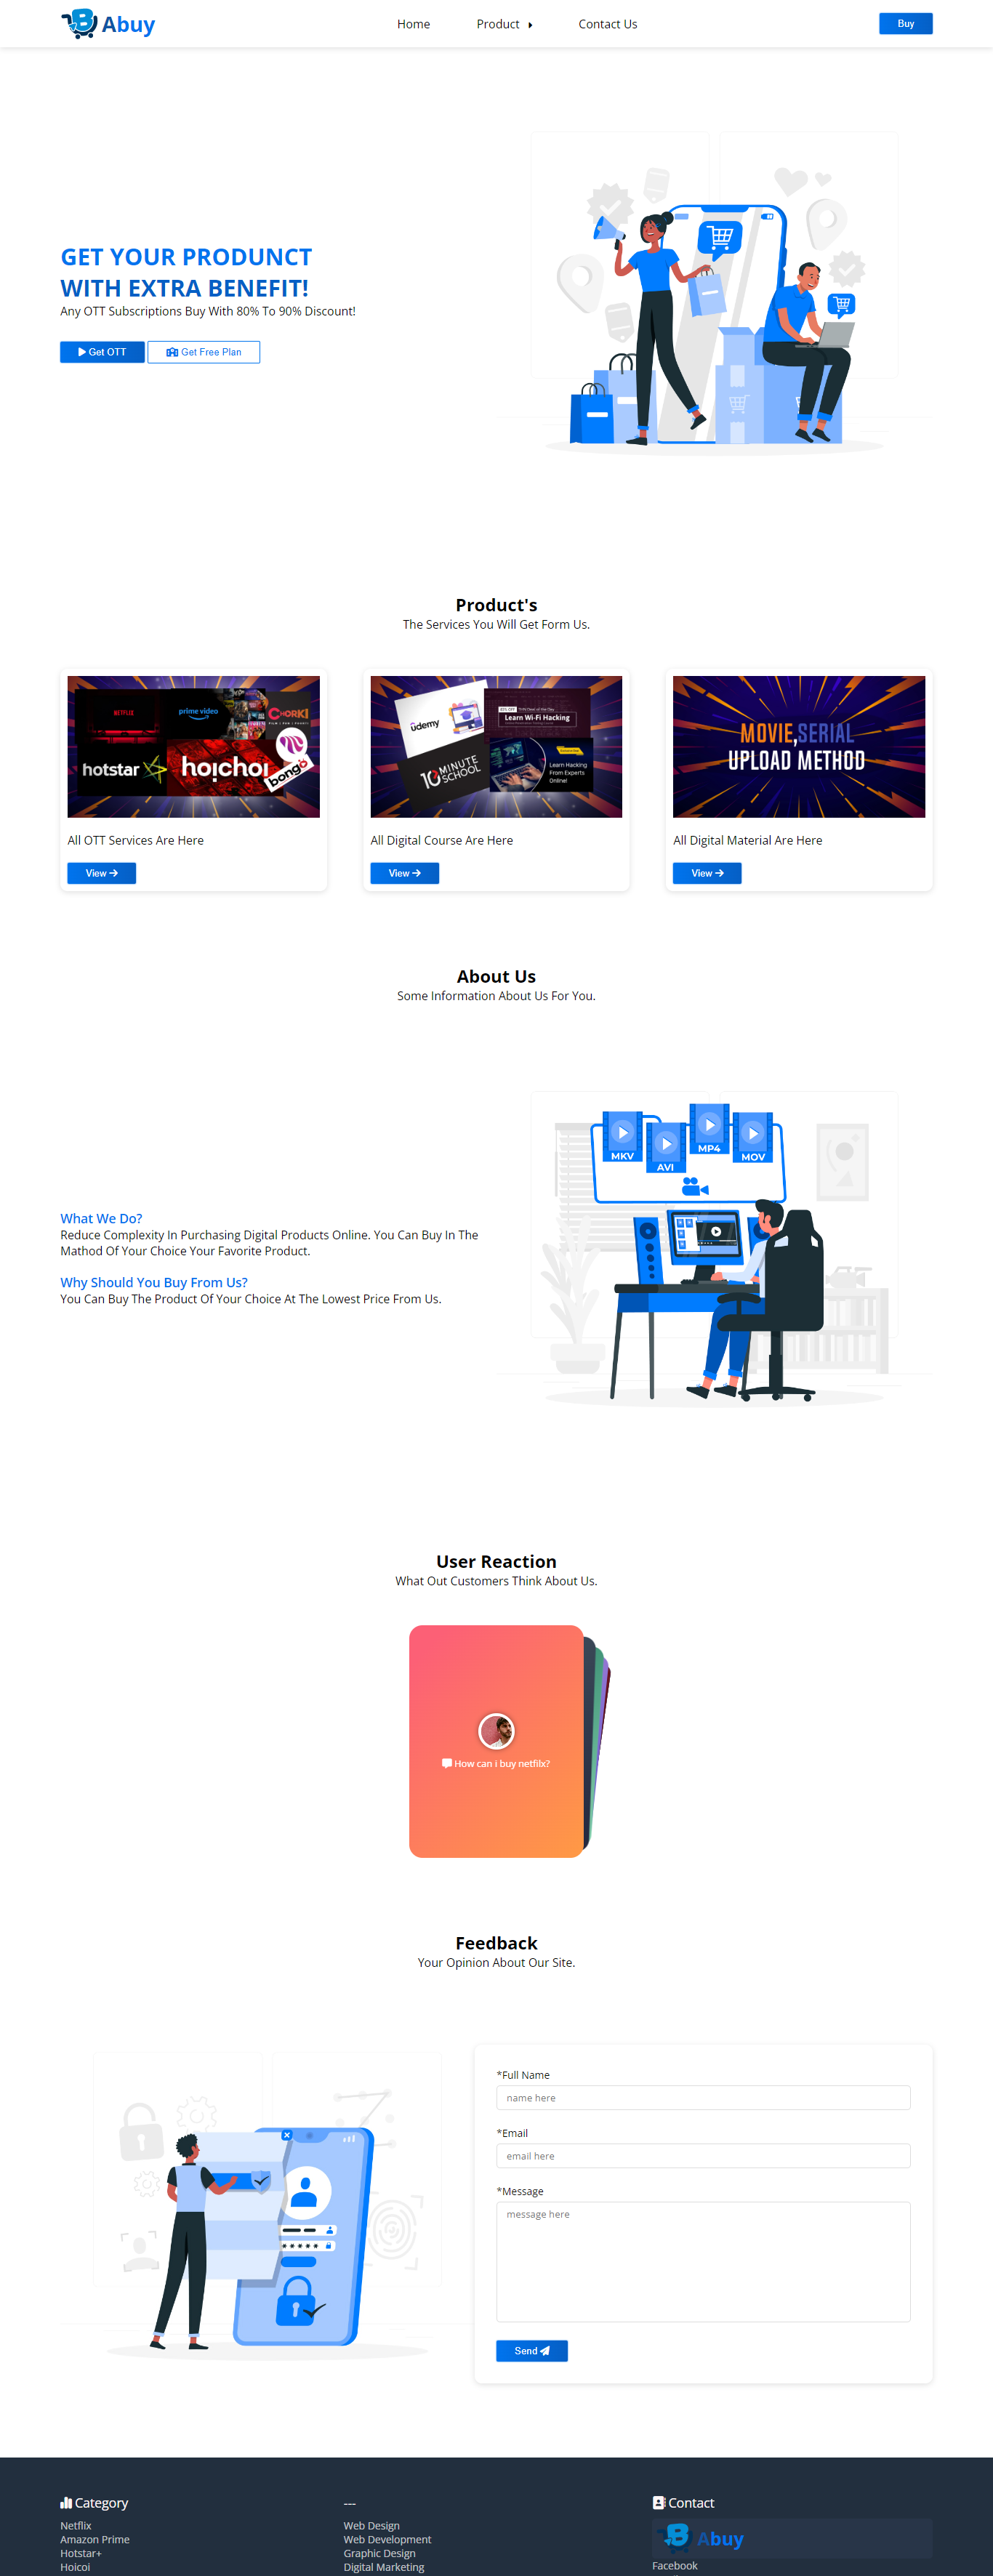 Abuy
Home
Product
Contact Us
Buy
GET YOUR PRODUNCT
WITH EXTRA BENEFIT!
Any OTT Subscriptions Buy With 80% To 90% Discount!
Get OTT
Get Free Plan
Product's
The Services You Will Get Form Us.
NETFLIX
prime video
CHORKI
hotstar
hoichoi
bongo
All OTT Services Are Here
View
udemy
Learn Wi-Fi Hacking
10 MINUTE
SCHOOL
Learn Hacking
From Experts
Online!
All Digital Course Are Here
View
MOVIE,SERIAL
UPLOAD METHOD
All Digital Material Are Here
View
About Us
Some Information About Us For You.
What We Do?
Reduce Complexity In Purchasing Digital Products Online. You Can Buy In The
Mathod Of Your Choice Your Favorite Product.
Why Should You Buy From Us?
You Can Buy The Product Of Your Choice At The Lowest Price From Us.
MKV
AVI
MP4
MOV
User Reaction
What Out Customers Think About Us.
How can i buy netfilx?
Feedback
Your Opinion About Our Site.
*Full Name
name here
*Email
email here
*Message
message here
Send
Category
Netflix
Amazon Prime
Hotstar+
Hoicoi
---
Web Design
Web Development
Graphic Design
Digital Marketing
Contact
Abuy
Facebook